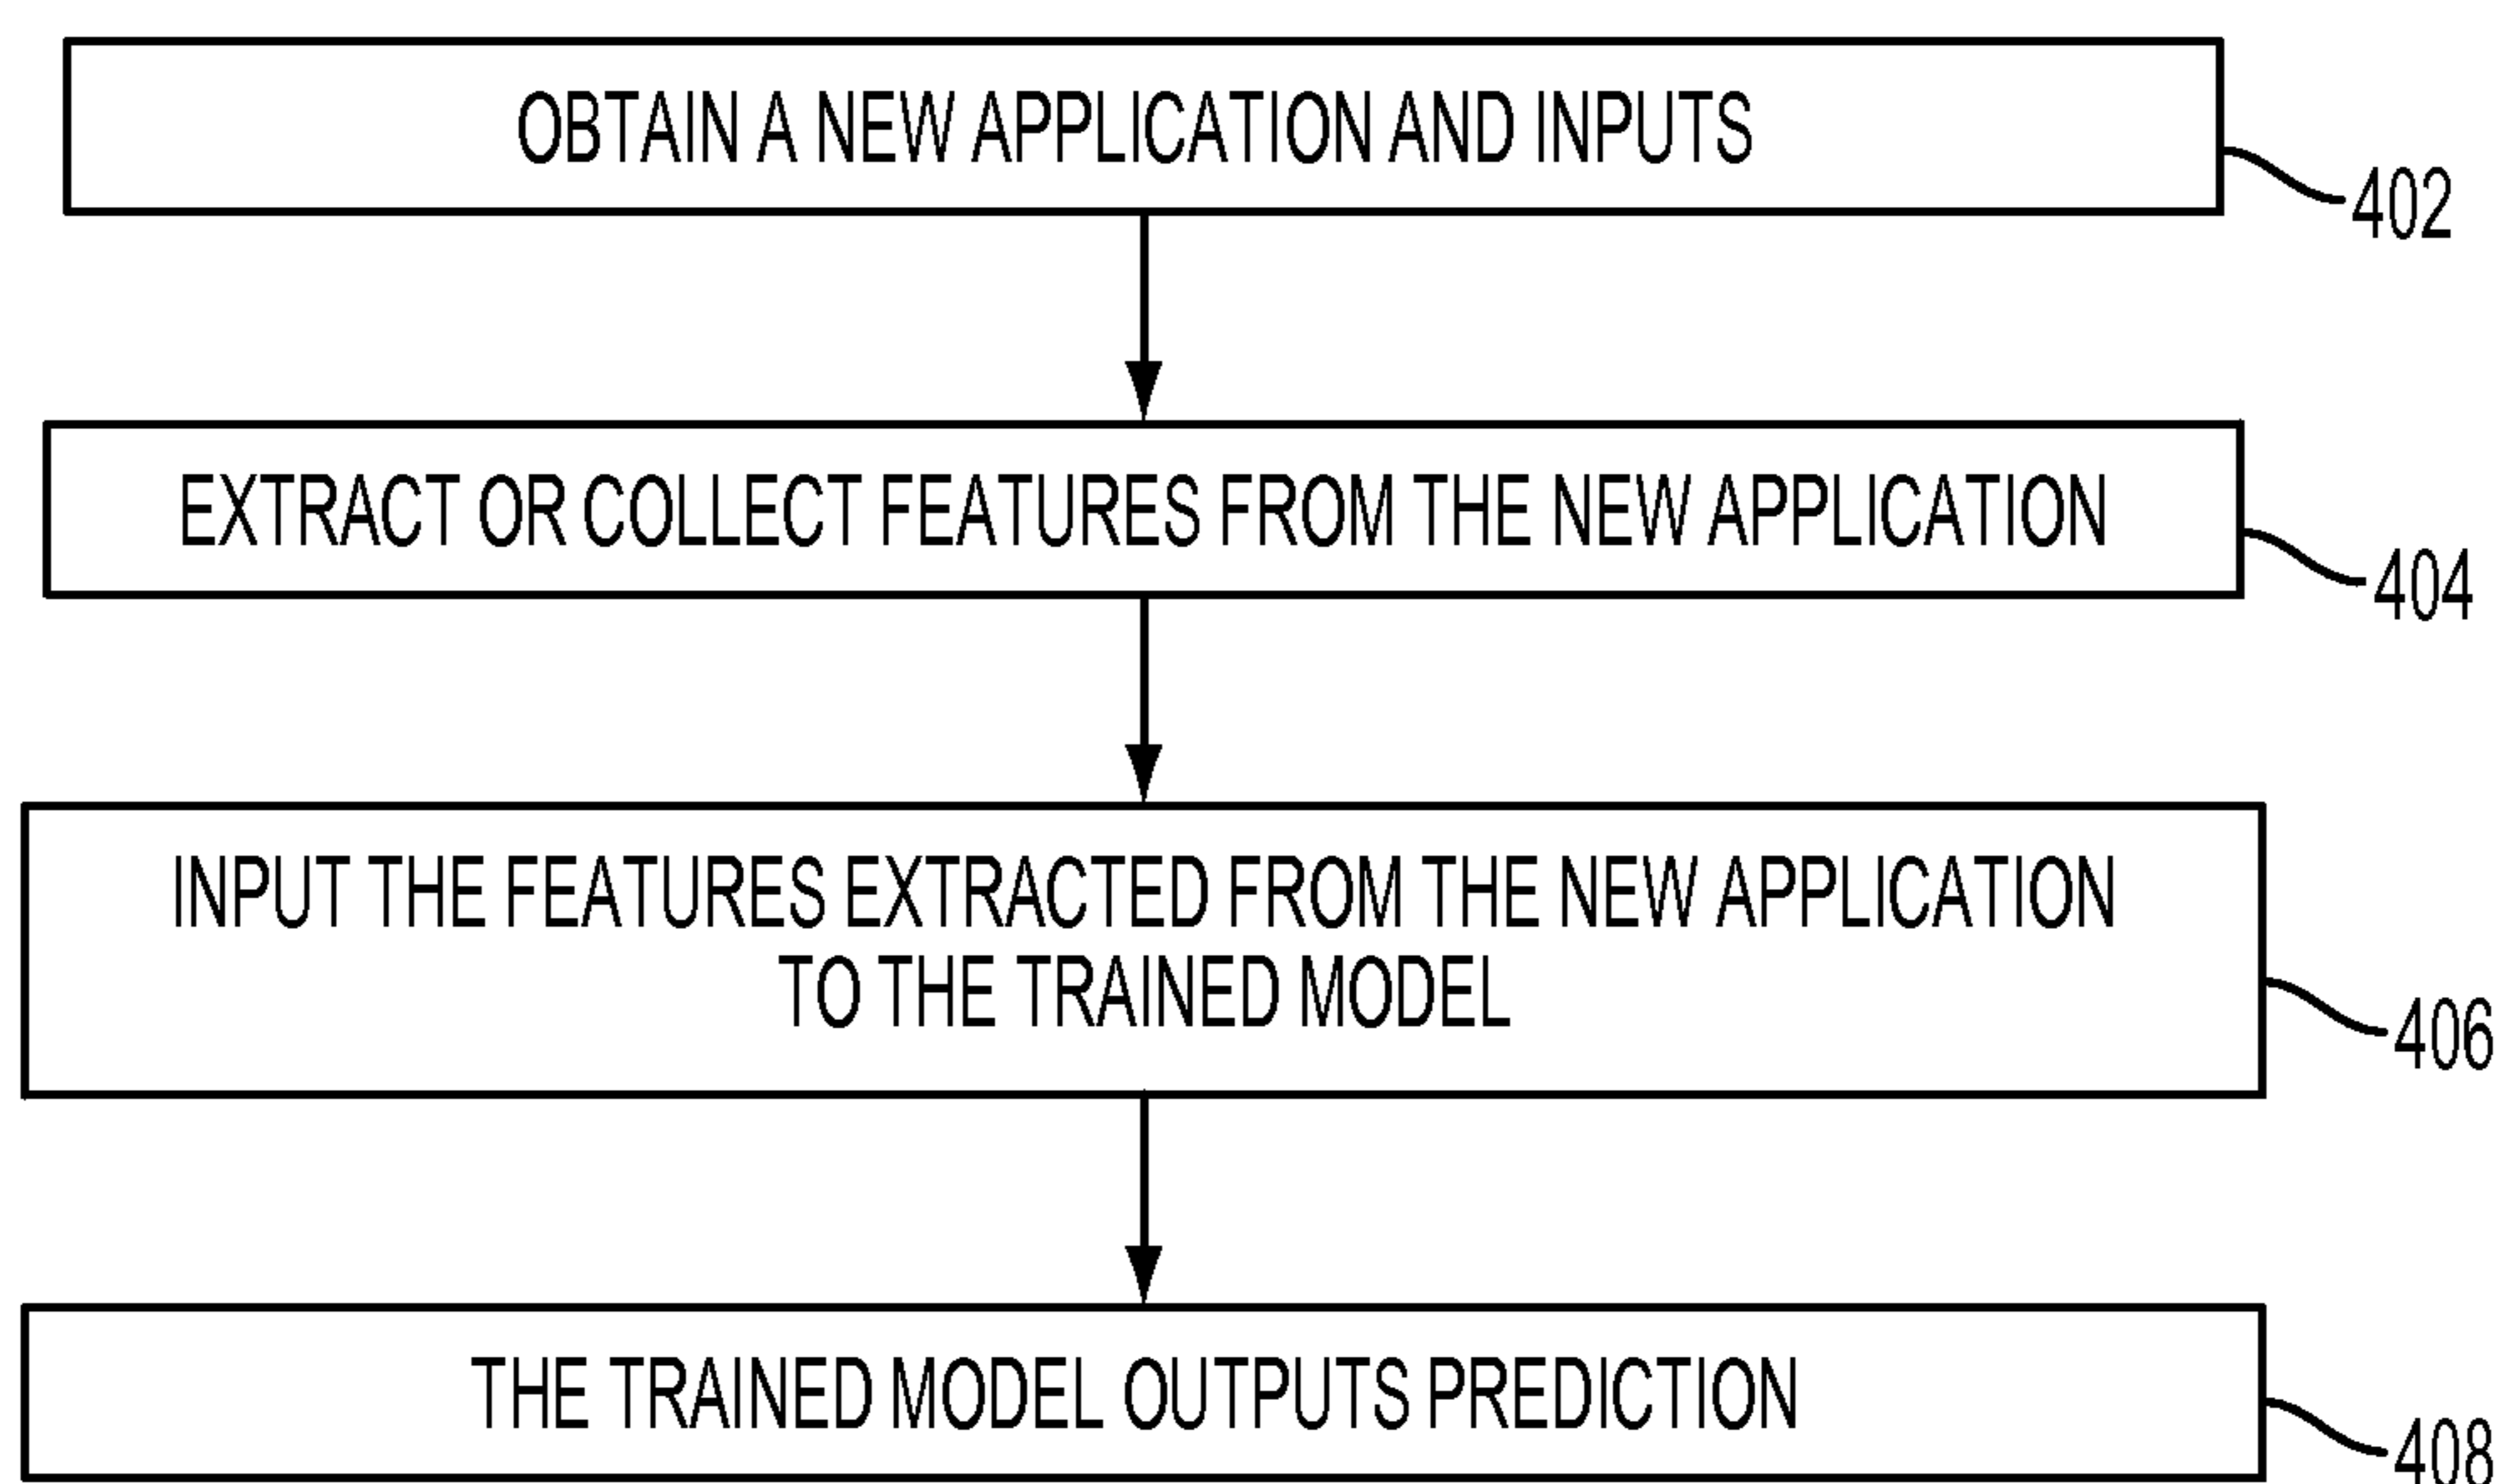 OBTAIN A NEW APPLICATION AND INPUTS
402
EXTRACT OR COLLECT FEATURES FROM THE NEW APPLICATION
404
INPUT THE FEATURES EXTRACTED FROM THE NEW APPLICATION
TO THE TRAINED MODEL
406
THE TRAINED MODEL OUTPUTS PREDICTION
408